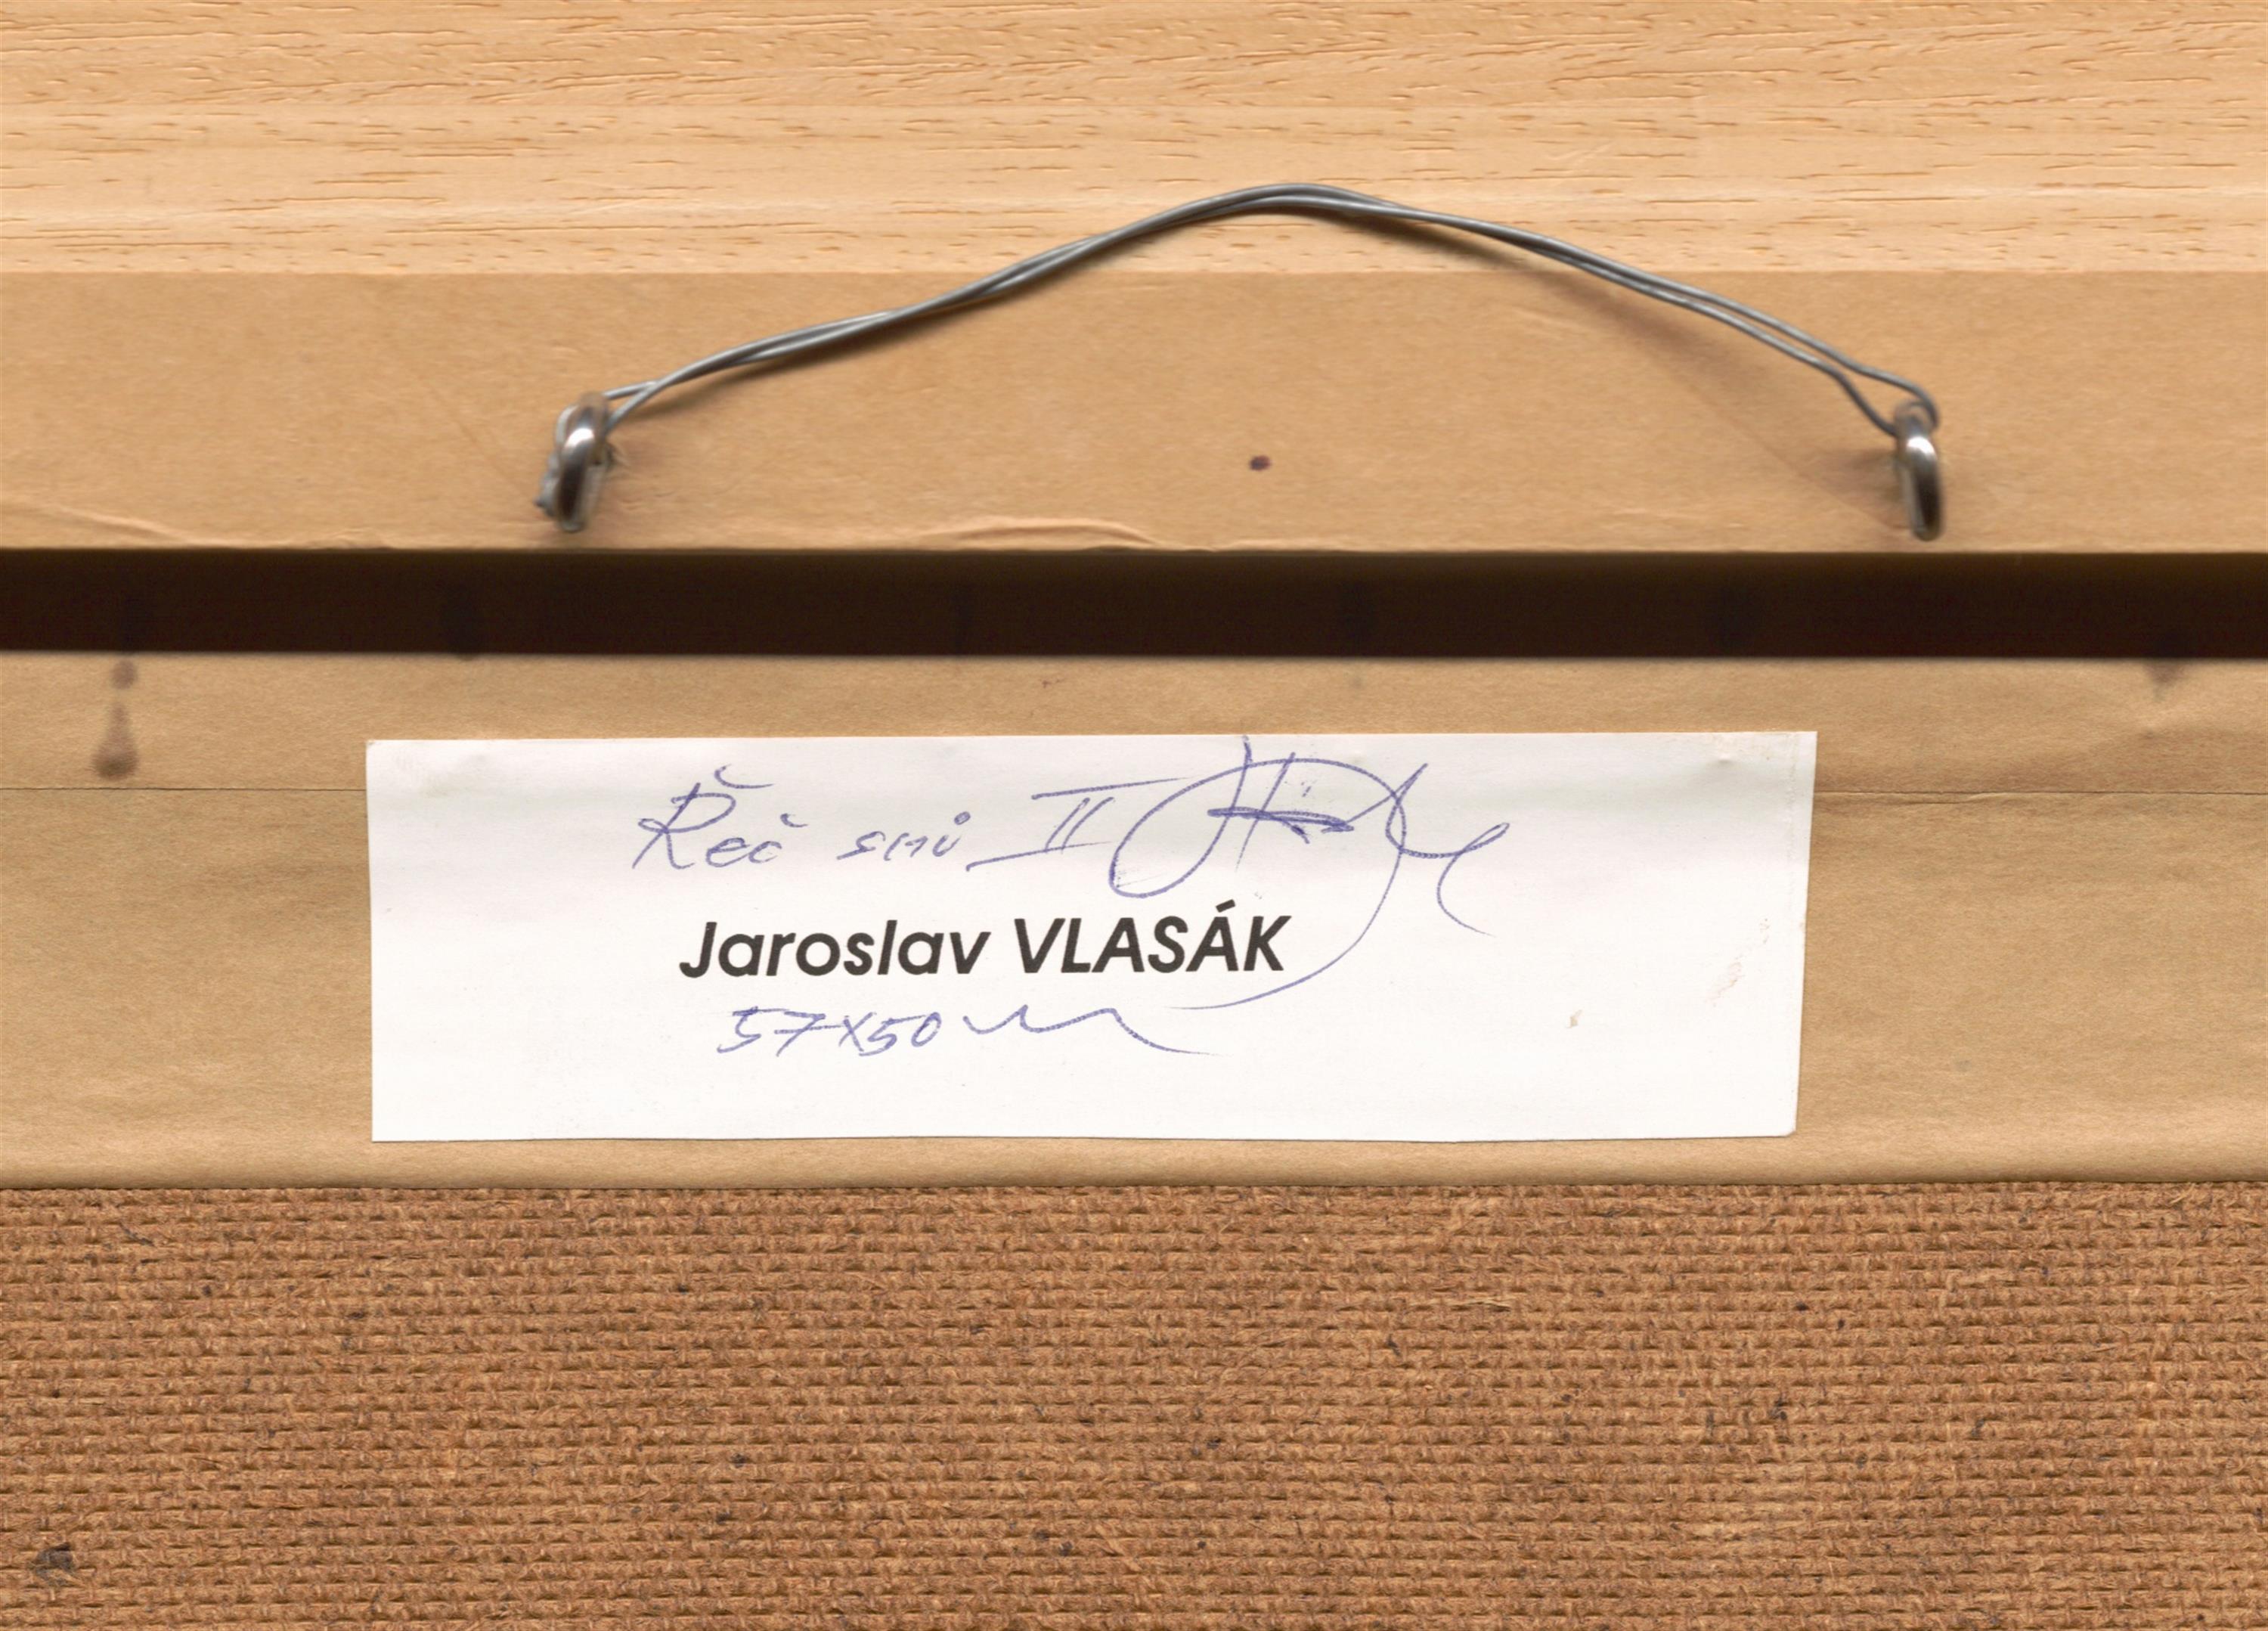 Řeč snů II
Jaroslav VLASÁK
57x50